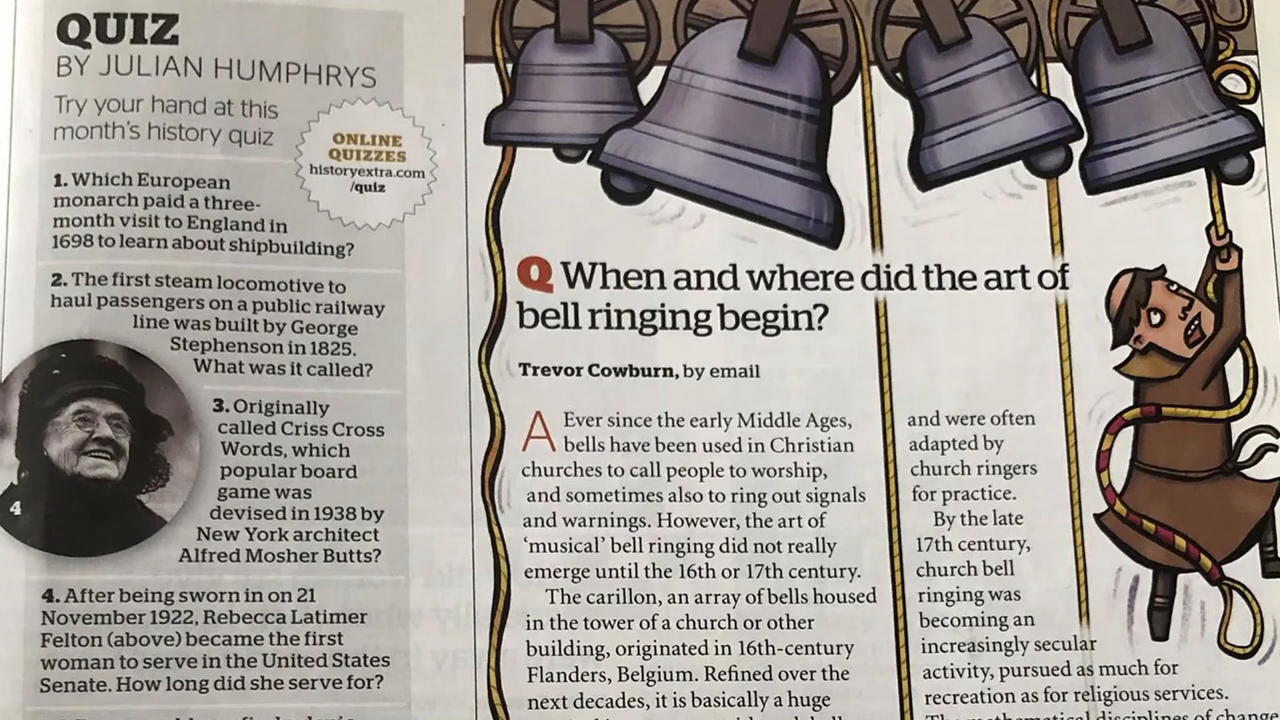 QUIZ
BY JULIAN HUMPHRYS
Try your hand at this
month's history quiz
ONLINE
QUIZZES
historyextra.com
/quiz
1. Which European
monarch paid a three-
month visit to England in
1698 to learn about shipbuilding?
2. The first steam locomotive to
haul passengers on a public railway
line was built by George
Stephenson in 1825.
What was it called?
3. Originally
called Criss Cross
Words, which
popular board
game was
devised in 1938 by
New York architect
Alfred Mosher Butts?
4
4. After being sworn in on 21
November 1922, Rebecca Latimer
Felton (above) became the first
woman to serve in the United States
Senate. How long did she serve for?
Q When and where did the art of
bell ringing begin?
Trevor Cowburn, by email
A Ever since the early Middle Ages,
bells have been used in Christian
churches to call people to worship,
and sometimes also to ring out signals
and warnings. However, the art of
'musical' bell ringing did not really
emerge until the 16th or 17th century.
The carillon, an array of bells housed
in the tower of a church or other
building, originated in 16th-century
Flanders, Belgium. Refined over the
next decades, it is basically a huge
and were often
adapted by
church ringers
for practice.
By the late
17th century,
church bell
ringing was
becoming an
increasingly secular
activity, pursued as much for
recreation as for religious services.
The mathematical disciplines of change